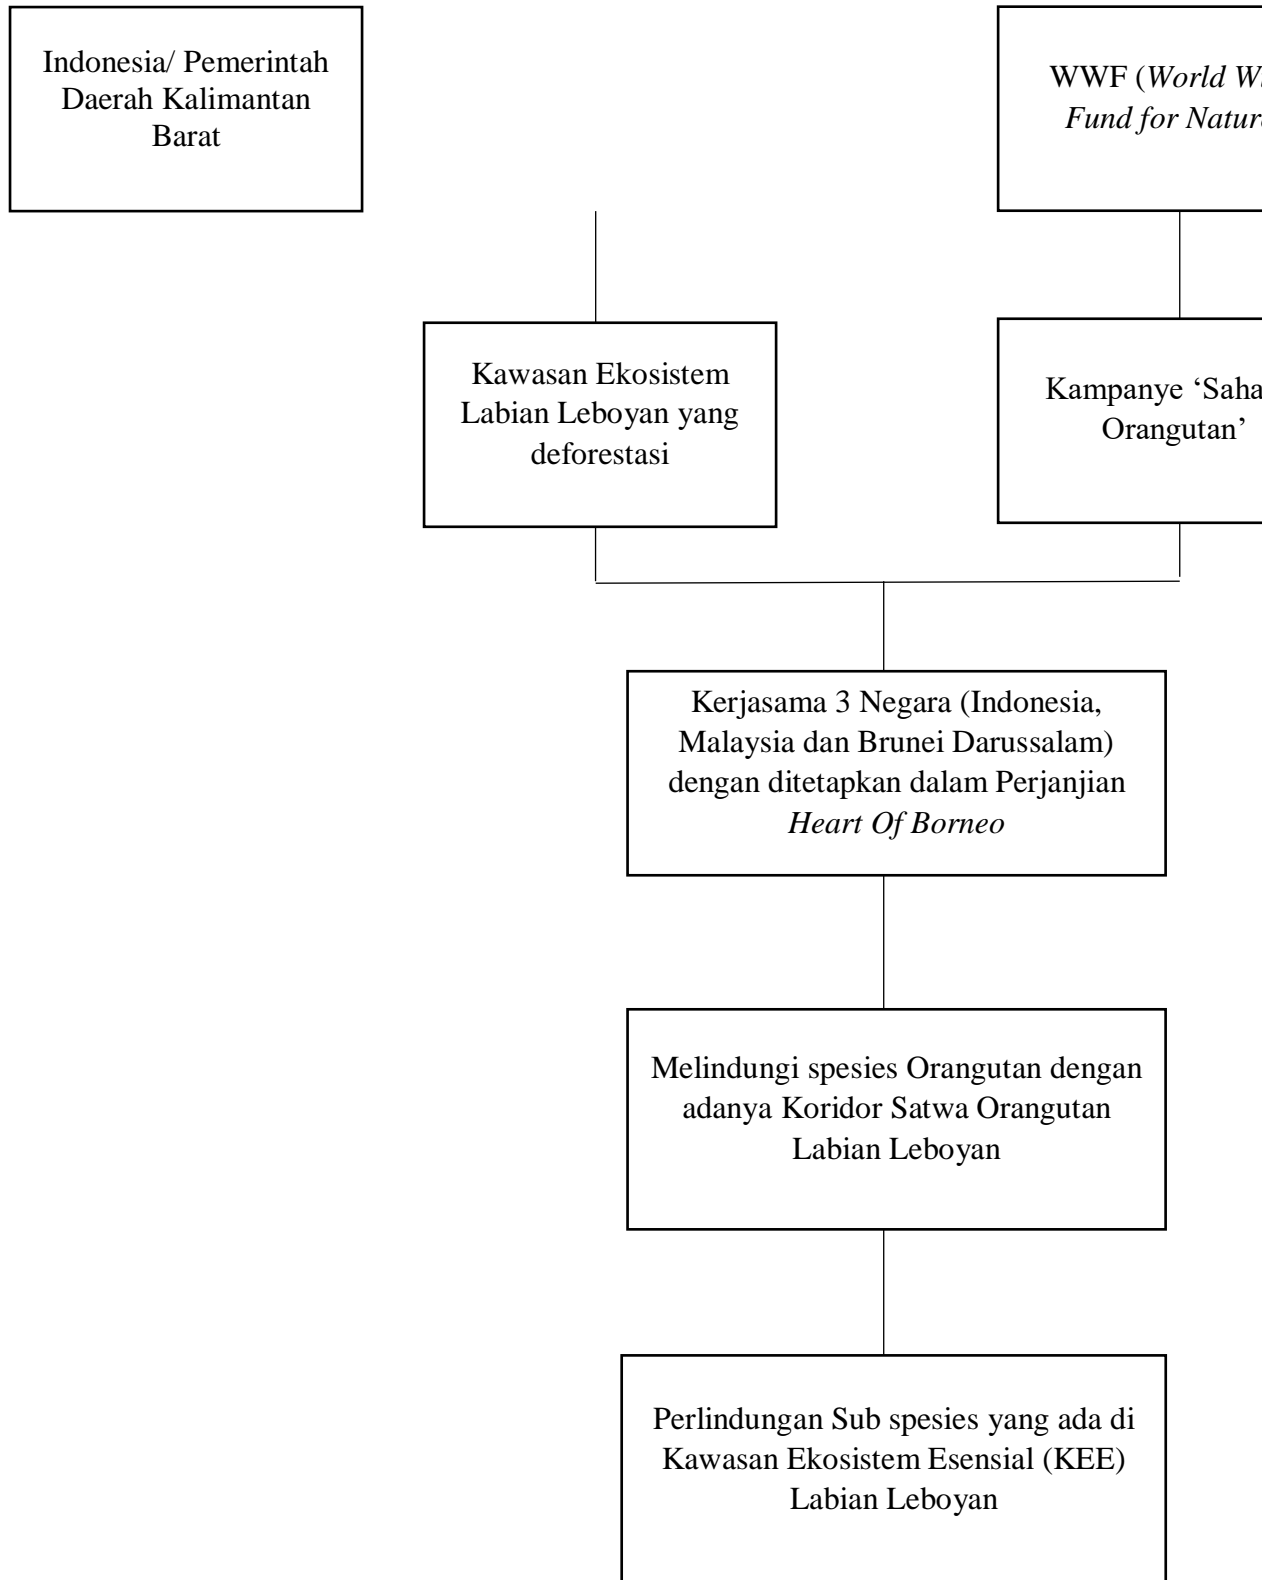 Indonesia/ Pemerintah
Daerah Kalimantan
Barat
WWF (World
Fund for
Kawasan Ekosistem
Labian Leboyan yang
deforestasi
Kampanye
Orangutan’
Kerjasama 3 Negara (Indonesia,
Malaysia dan Brunei Darussalam)
dengan ditetapkan dalam Perjanjian
Heart Of Borneo
Melindungi spesies Orangutan dengan
adanya Koridor Satwa Orangutan
Labian Leboyan
Perlindungan Sub spesies yang ada di
Kawasan Ekosistem Esensial (KEE)
Labian Leboyan